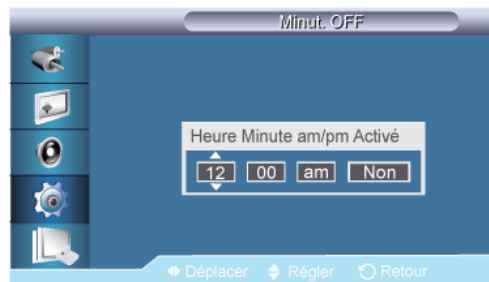 Minut. OFF
Heure Minute am/pm Activé
12 00 am Non
Déplacer Régler Retour